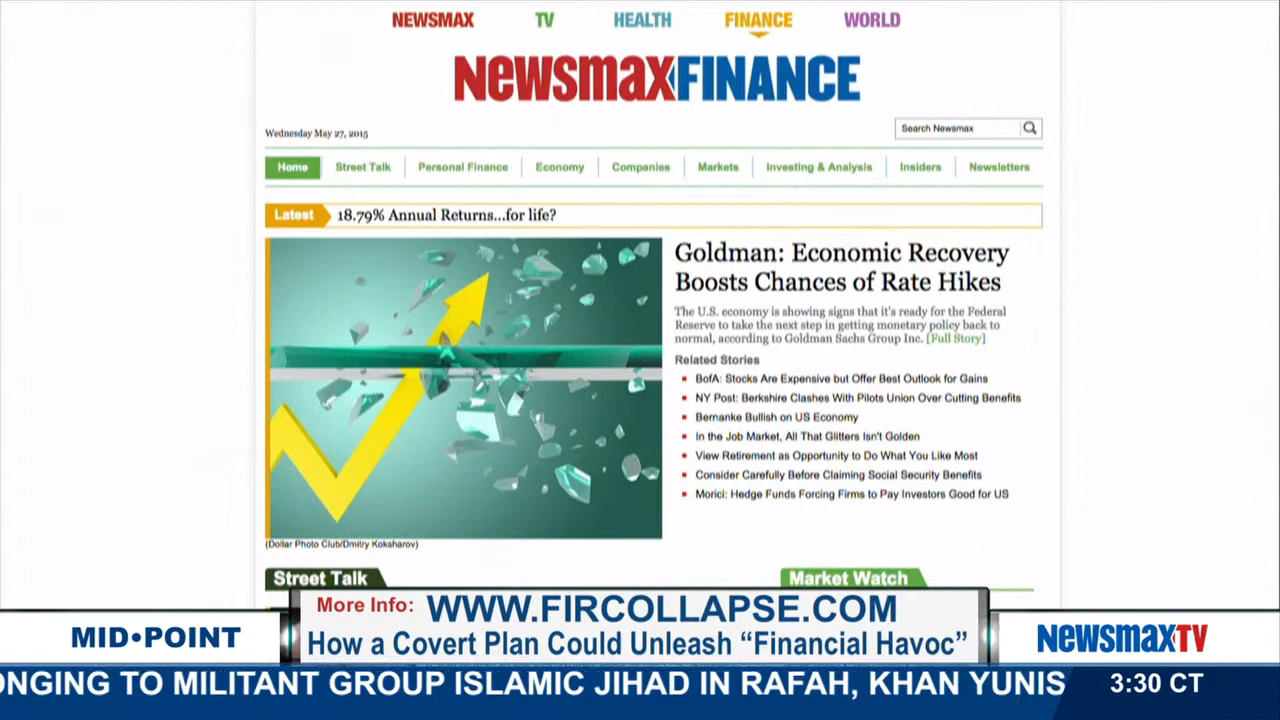 NEWSMAX TV HEALTH FINANCE WORLD
NEWSMAXFINANCE
Wednesday May 27, 2015
Search Newsmax
Home Street Talk Personal Finance Economy Companies Markets Investing & Analysis Insiders Newsletters
Latest 18.79% Annual Returns...for life?
Goldman: Economic Recovery
Boosts Chances of Rate Hikes
The U.S. economy is showing signs that it's ready for the Federal
Reserve to take the next step in getting monetary policy back to
normal, according to Goldman Sachs Group Inc. [Full Story]
Related Stories
BofA: Stocks Are Expensive but Offer Best Outlook for Gains
NY Post: Berkshire Clashes With Pilots Union Over Cutting Benefits
Bernanke Bullish on US Economy
In the Job Market, All That Glitters Isn't Golden
View Retirement as Opportunity to Do What You Like Most
Consider Carefully Before Claiming Social Security Benefits
Morici: Hedge Funds Forcing Firms to Pay Investors Good for US
(Dollar Photo Club/Dmitry Koksharov)
Street Talk Market Watch
More Info: WWW.FIRCOLLAPSE.COM
How a Covert Plan Could Unleash “Financial Havoc”
MID•POINT
NEWSMAXTV
ONGING TO MILITANT GROUP ISLAMIC JIHAD IN RAFAH, KHAN YUNIS
3:30 CT